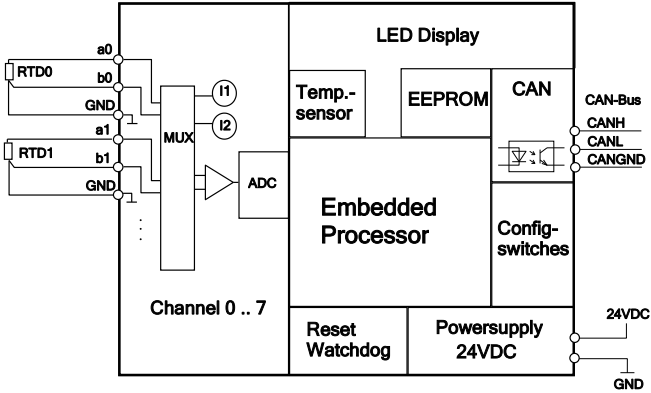 LED Display
a0
RTD0
b0
GND
a1
RTD1
b1
GND
I1
I2
MUX
ADC
Channel 0 .. 7
Temp.-
sensor
EEPROM
CAN
CAN-Bus
CANH
CANL
CANGND
Embedded
Processor
Config-
switches
Reset
Watchdog
Powersupply
24VDC
24VDC
GND